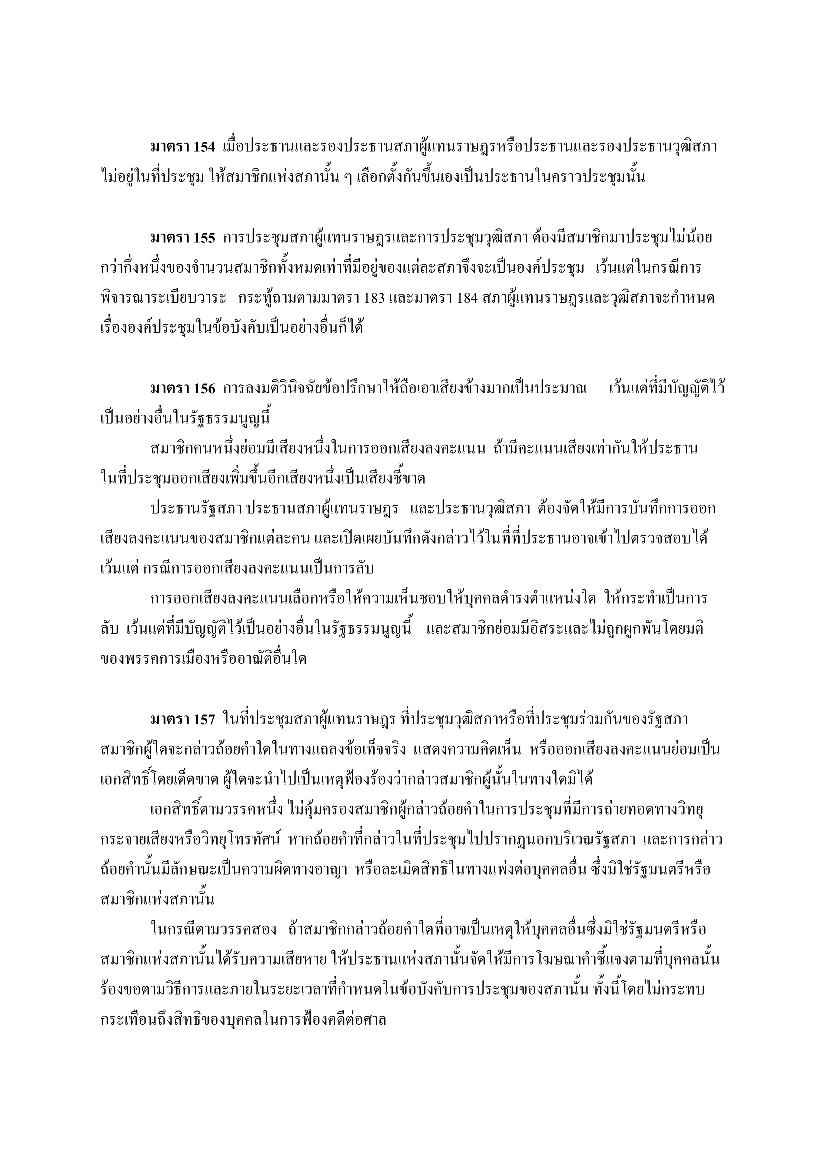 มาตรา 154 เมื่อประธานและรองประธานสภาผู้แทนราษฎรหรือประธานและรองประธานวุฒิสภา
ไม่อยู่ในที่ประชุม ให้สมาชิกแห่งสภานั้น ๆ เลือกตั้งกันขึ้นเองเป็นประธานในคราวประชุมนั้น
มาตรา 155 การประชุมสภาผู้แทนราษฎรและการประชุมวุฒิสภา ต้องมีสมาชิกมาประชุมไม่น้อย
กว่ากึ่งหนึ่งของจำนวนสมาชิกทั้งหมดเท่าที่มีอยู่ของแต่ละสภาจึงจะเป็นองค์ประชุม เว้นแต่ในกรณีการ
พิจารณาระเบียบวาระ กระทู้ถามตามมาตรา 183 และมาตรา 184 สภาผู้แทนราษฎรและวุฒิสภาจะกำหนด
เรื่ององค์ประชุมในข้อบังคับเป็นอย่างอื่นก็ได้
มาตรา 156 การลงมติวินิจฉัยข้อปรึกษาให้ถือเอาเสียงข้างมากเป็นประมาณ เว้นแต่ที่มีบัญญัติไว้
เป็นอย่างอื่นในรัฐธรรมนูญนี้
สมาชิกคนหนึ่งย่อมมีเสียงหนึ่งในการออกเสียงลงคะแนน ถ้ามีคะแนนเสียงเท่ากันให้ประธาน
ในที่ประชุมออกเสียงเพิ่มขึ้นอีกเสียงหนึ่งเป็นเสียงชี้ขาด
ประธานรัฐสภา ประธานสภาผู้แทนราษฎร และประธานวุฒิสภา ต้องจัดให้มีการบันทึกการออก
เสียงลงคะแนนของสมาชิกแต่ละคน และเปิดเผยบันทึกดังกล่าวไว้ในที่ที่ประธานอาจเข้าไปตรวจสอบได้
เว้นแต่ กรณีการออกเสียงลงคะแนนเป็นการลับ
การออกเสียงลงคะแนนเลือกหรือให้ความเห็นชอบให้บุคคลดำรงตำแหน่งใด ให้กระทำเป็นการ
ลับ เว้นแต่ที่มีบัญญัติไว้เป็นอย่างอื่นในรัฐธรรมนูญนี้ และสมาชิกย่อมมีอิสระและไม่ถูกผูกพันโดยมติ
ของพรรคการเมืองหรืออาณัติอื่นใด
มาตรา 157 ในที่ประชุมสภาผู้แทนราษฎร ที่ประชุมวุฒิสภาหรือที่ประชุมร่วมกันของรัฐสภา
สมาชิกผู้ใดจะกล่าวถ้อยคำใดในทางแถลงข้อเท็จจริง แสดงความคิดเห็น หรือออกเสียงลงคะแนนย่อมเป็น
เอกสิทธิ์โดยเด็ดขาด ผู้ใดจะนำไปเป็นเหตุฟ้องร้องว่ากล่าวสมาชิกผู้นั้นในทางใดมิได้
เอกสิทธิ์ตามวรรคหนึ่ง ไม่คุ้มครองสมาชิกผู้กล่าวถ้อยคำในการประชุมที่มีการถ่ายทอดทางวิทยุ
กระจายเสียงหรือวิทยุโทรทัศน์ หากถ้อยคำที่กล่าวในที่ประชุมไปปรากฏนอกบริเวณรัฐสภา และการกล่าว
ถ้อยคำนั้นมีลักษณะเป็นความผิดทางอาญา หรือละเมิดสิทธิในทางแพ่งต่อบุคคลอื่น ซึ่งมิใช่รัฐมนตรีหรือ
สมาชิกแห่งสภานั้น
ในกรณีตามวรรคสอง ถ้าสมาชิกกล่าวถ้อยคำใดที่อาจเป็นเหตุให้บุคคลอื่นซึ่งมิใช่รัฐมนตรีหรือ
สมาชิกแห่งสภานั้นได้รับความเสียหาย ให้ประธานแห่งสภานั้นจัดให้มีการโฆษณาคำชี้แจงตามที่บุคคลนั้น
ร้องขอตามวิธีการและภายในระยะเวลาที่กำหนดในข้อบังคับการประชุมของสภานั้น ทั้งนี้โดยไม่กระทบ
กระเทือนถึงสิทธิของบุคคลในการฟ้องคดีต่อศาล